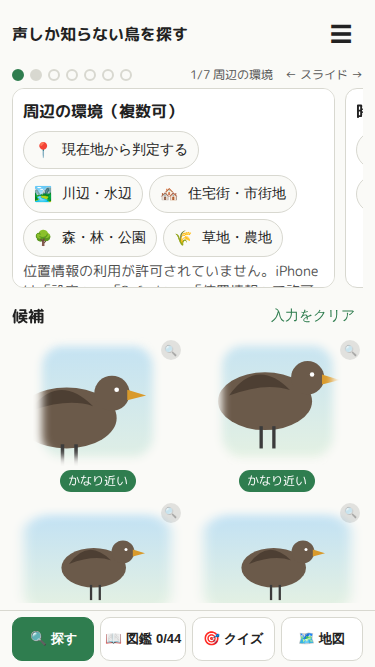 声しか知らない鳥を探す
1/7 周辺の環境 ← スライド →
周辺の環境（複数可）
現在地から判定する
川辺・水辺 住宅街・市街地
森・林・公園 草地・農地
位置情報の利用が許可されていません。iPhone
候補 入力をクリア
かなり近い かなり近い
探す 図鑑 0/44 クイズ 地図